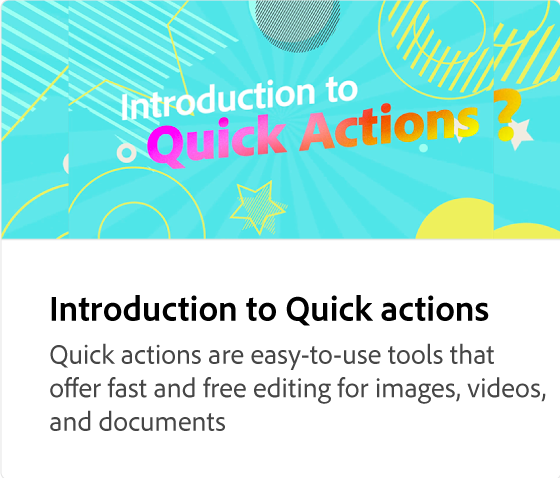 Introduction to
Quick Actions ?
Introduction to Quick actions
Quick actions are easy-to-use tools that
offer fast and free editing for images, videos,
and documents